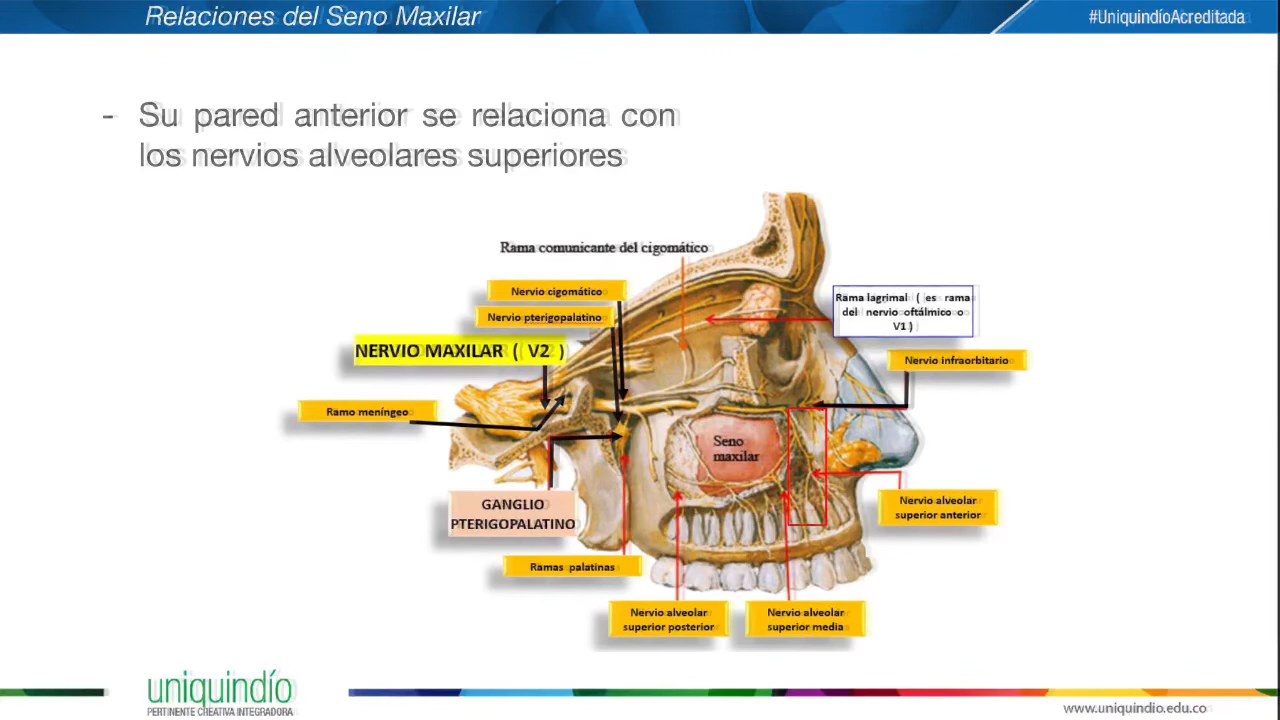 Relaciones del Seno Maxilar
#UniquindíoAcreditada
- Su pared anterior se relaciona con
los nervios alveolares superiores
Rama comunicante del cigomático
Nervio cigomático
Nervio pterigopalatino
NERVIO MAXILAR ( V2 )
Ramo meníngeo
Rama lagrimal ( es rama
del nervio oftálmico o
V1 )
Nervio infraorbitario
Seno
maxilar
GANGLIO
PTERIGOPALATINO
Nervio alveolar
superior anterior
Ramas palatinas
Nervio alveolar
superior posterior
Nervio alveolar
superior media
uniquindío
PERTINENTE CREATIVA INTEGRADORA
www.uniquindio.edu.co